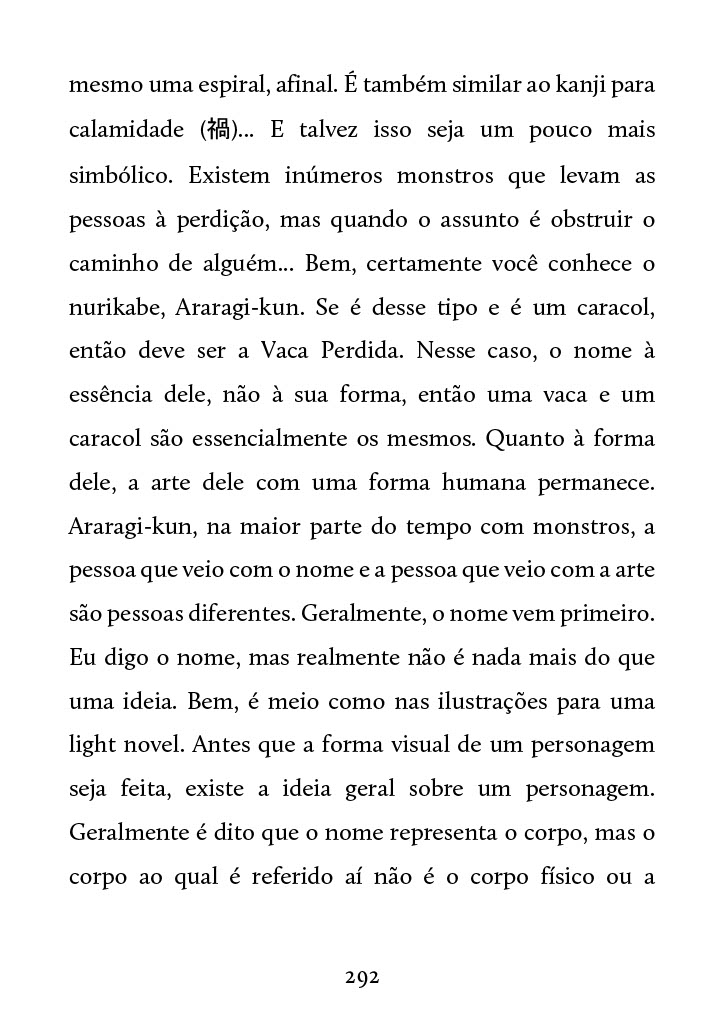 mesmo uma espiral, afinal. É também similar ao kanji para
calamidade (禍)... E talvez isso seja um pouco mais
simbólico. Existem inúmeros monstros que levam as
pessoas à perdição, mas quando o assunto é obstruir o
caminho de alguém... Bem, certamente você conhece o
nurikabe, Araragi-kun. Se é desse tipo e é um caracol,
então deve ser a Vaca Perdida. Nesse caso, o nome à
essência dele, não à sua forma, então uma vaca e um
caracol são essencialmente os mesmos. Quanto à forma
dele, a arte dele com uma forma humana permanece.
Araragi-kun, na maior parte do tempo com monstros, a
pessoa que veio com o nome e a pessoa que veio com a arte
são pessoas diferentes. Geralmente, o nome vem primeiro.
Eu digo o nome, mas realmente não é nada mais do que
uma ideia. Bem, é meio como nas ilustrações para uma
light novel. Antes que a forma visual de um personagem
seja feita, existe a ideia geral sobre um personagem.
Geralmente é dito que o nome representa o corpo, mas o
corpo ao qual é referido aí não é o corpo físico ou a
292